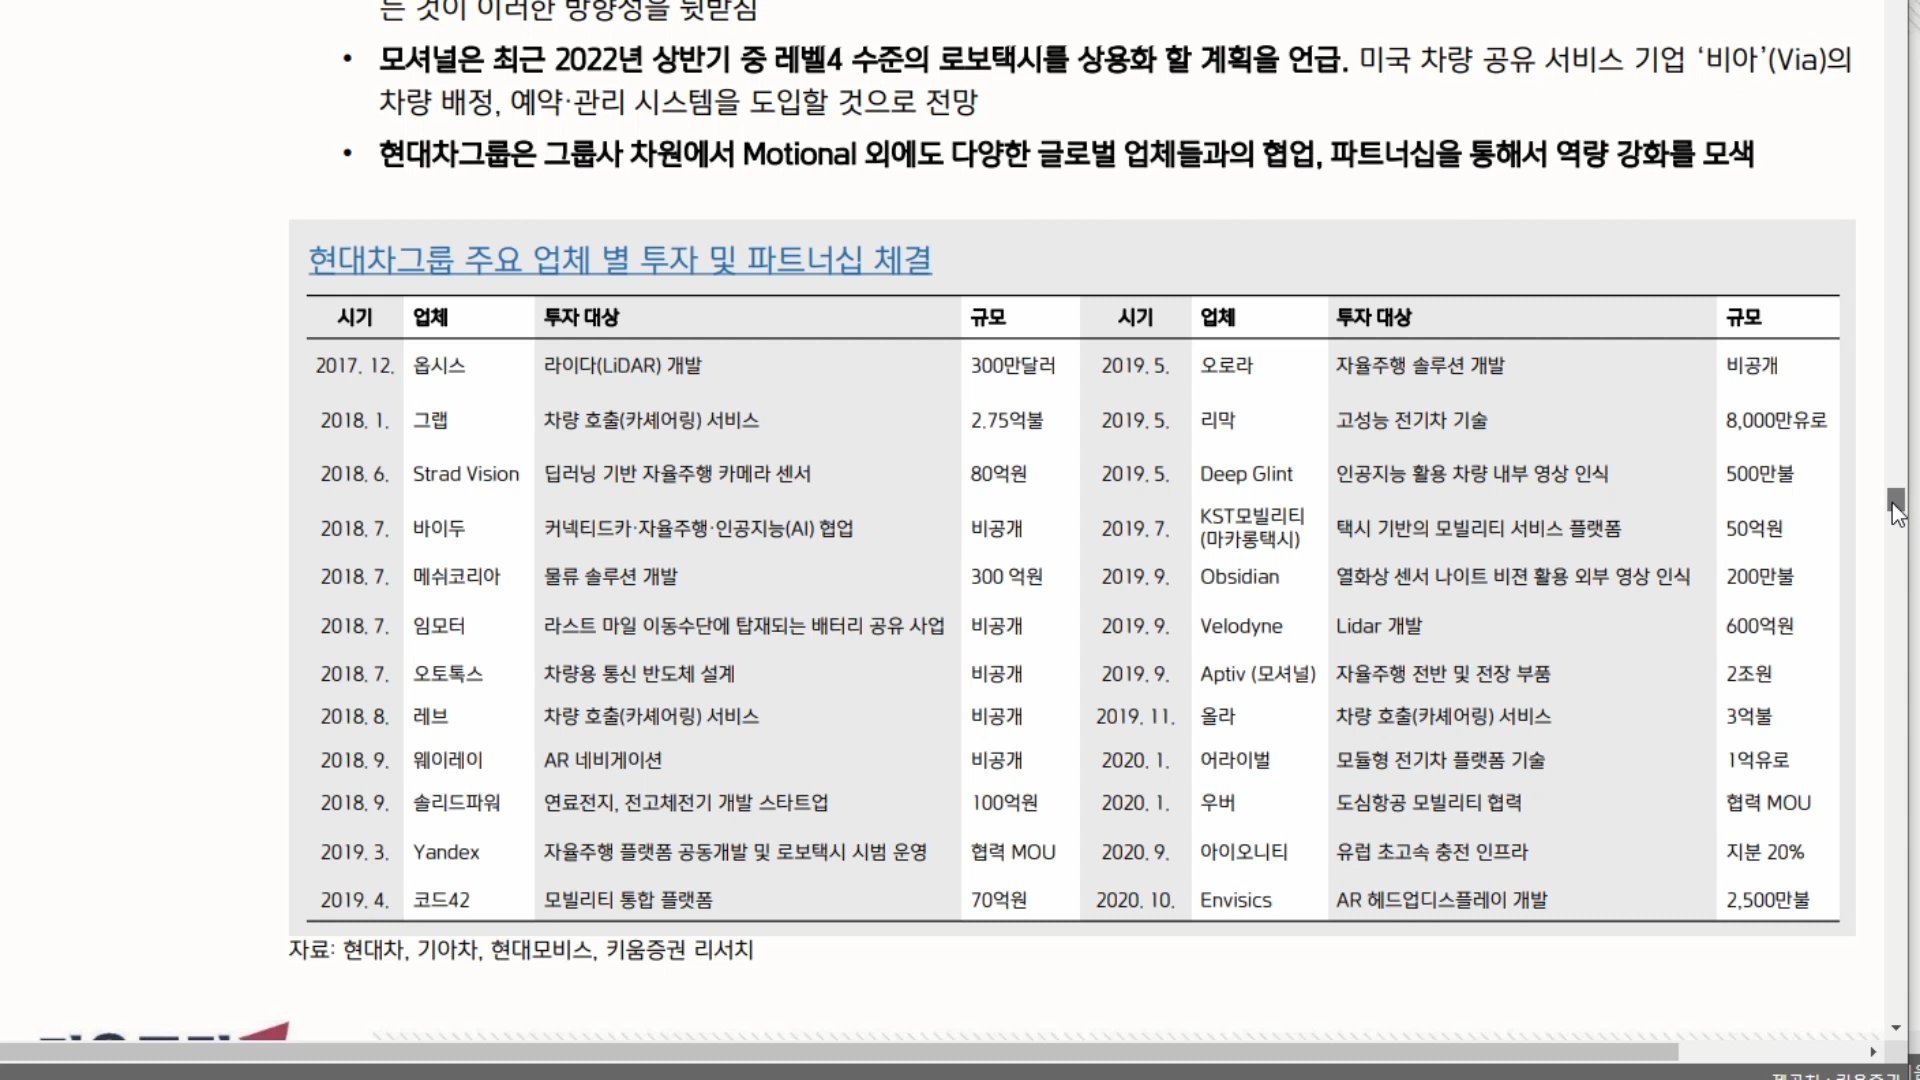 는 것이 이러한 방향성을 뒷받침
• 모셔널은 최근 2022년 상반기 중 레벨4 수준의 로보택시를 상용화 할 계획을 언급. 미국 차량 공유 서비스 기업 ‘비아’(Via)의
차량 배정, 예약·관리 시스템을 도입할 것으로 전망
• 현대차그룹은 그룹사 차원에서 Motional 외에도 다양한 글로벌 업체들과의 협업, 파트너십을 통해서 역량 강화를 모색
현대차그룹 주요 업체 별 투자 및 파트너십 체결
시기 업체 투자 대상 규모 시기 업체 투자 대상 규모
2017. 12. 옵시스 라이다(LiDAR) 개발 300만달러 2019. 5. 오로라 자율주행 솔루션 개발 비공개
2018. 1. 그랩 차량 호출(카셰어링) 서비스 2.75억불 2019. 5. 리막 고성능 전기차 기술 8,000만유로
2018. 6. Strad Vision 딥러닝 기반 자율주행 카메라 센서 80억원 2019. 5. Deep Glint 인공지능 활용 차량 내부 영상 인식 500만불
2018. 7. 바이두 커넥티드카·자율주행·인공지능(AI) 협업 비공개 2019. 7. KST모빌리티 (마카롱택시) 택시 기반의 모빌리티 서비스 플랫폼 50억원
2018. 7. 메쉬코리아 물류 솔루션 개발 300 억원 2019. 9. Obsidian 열화상 센서 나이트 비젼 활용 외부 영상 인식 200만불
2018. 7. 임모터 라스트 마일 이동수단에 탑재되는 배터리 공유 사업 비공개 2019. 9. Velodyne Lidar 개발 600억원
2018. 7. 오토톡스 차량용 통신 반도체 설계 비공개 2019. 9. Aptiv (모셔널) 자율주행 전반 및 전장 부품 2조원
2018. 8. 레브 차량 호출(카셰어링) 서비스 비공개 2019. 11. 올라 차량 호출(카셰어링) 서비스 3억불
2018. 9. 웨이레이 AR 네비게이션 비공개 2020. 1. 어라이벌 모듈형 전기차 플랫폼 기술 1억유로
2018. 9. 솔리드파워 연료전지, 전고체전기 개발 스타트업 100억원 2020. 1. 우버 도심항공 모빌리티 협력 협력 MOU
2019. 3. Yandex 자율주행 플랫폼 공동개발 및 로보택시 시범 운영 협력 MOU 2020. 9. 아이오니티 유럽 초고속 충전 인프라 지분 20%
2019. 4. 코드42 모빌리티 통합 플랫폼 70억원 2020. 10. Envisics AR 헤드업디스플레이 개발 2,500만불
자료: 현대차, 기아차, 현대모비스, 키움증권 리서치